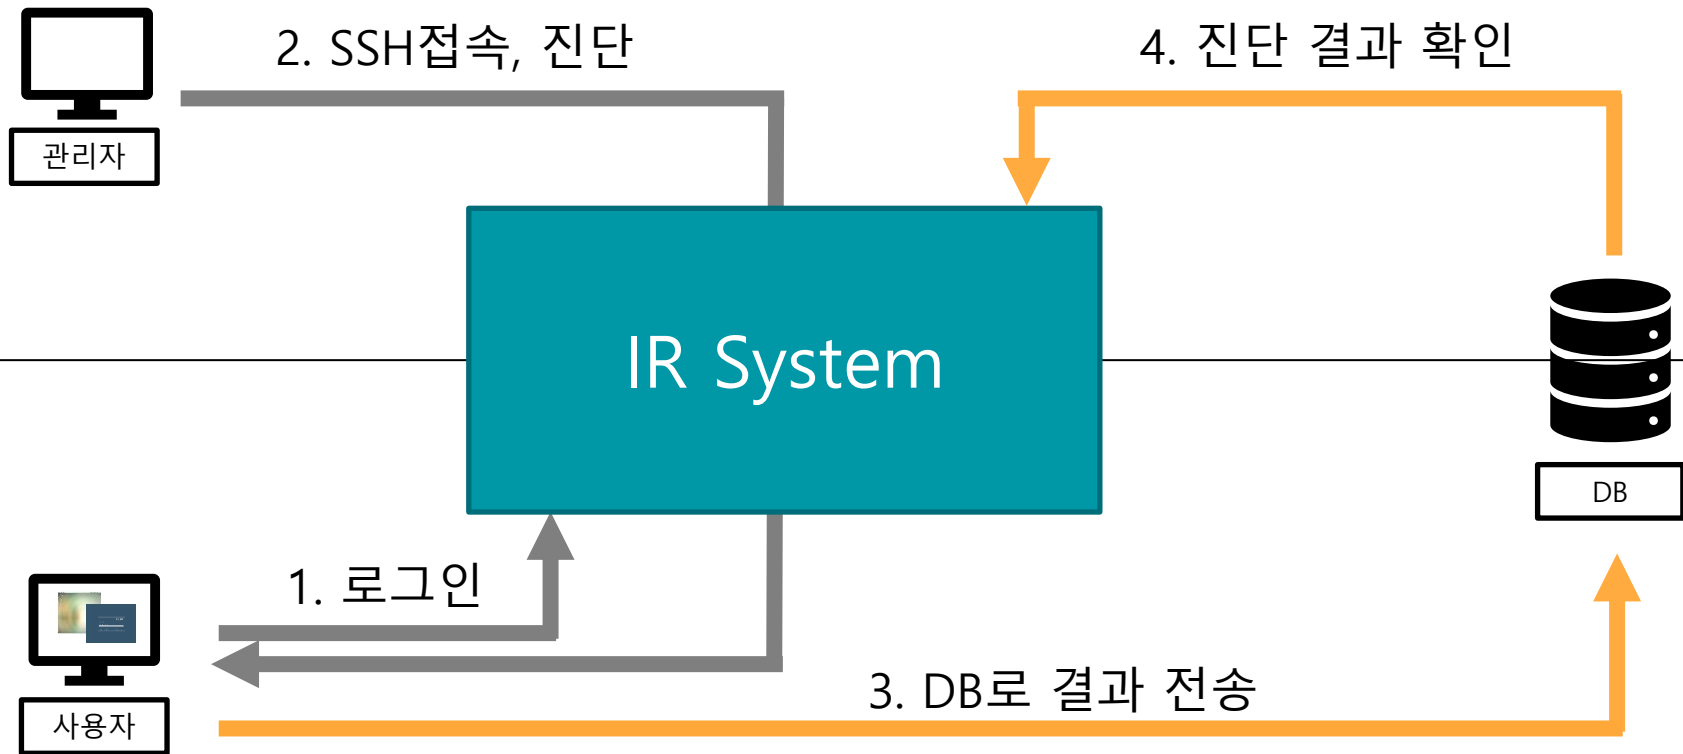 2. SSH접속, 진단
4. 진단 결과 확인
관리자
IR System
DB
1. 로그인
3. DB로 결과 전송
사용자